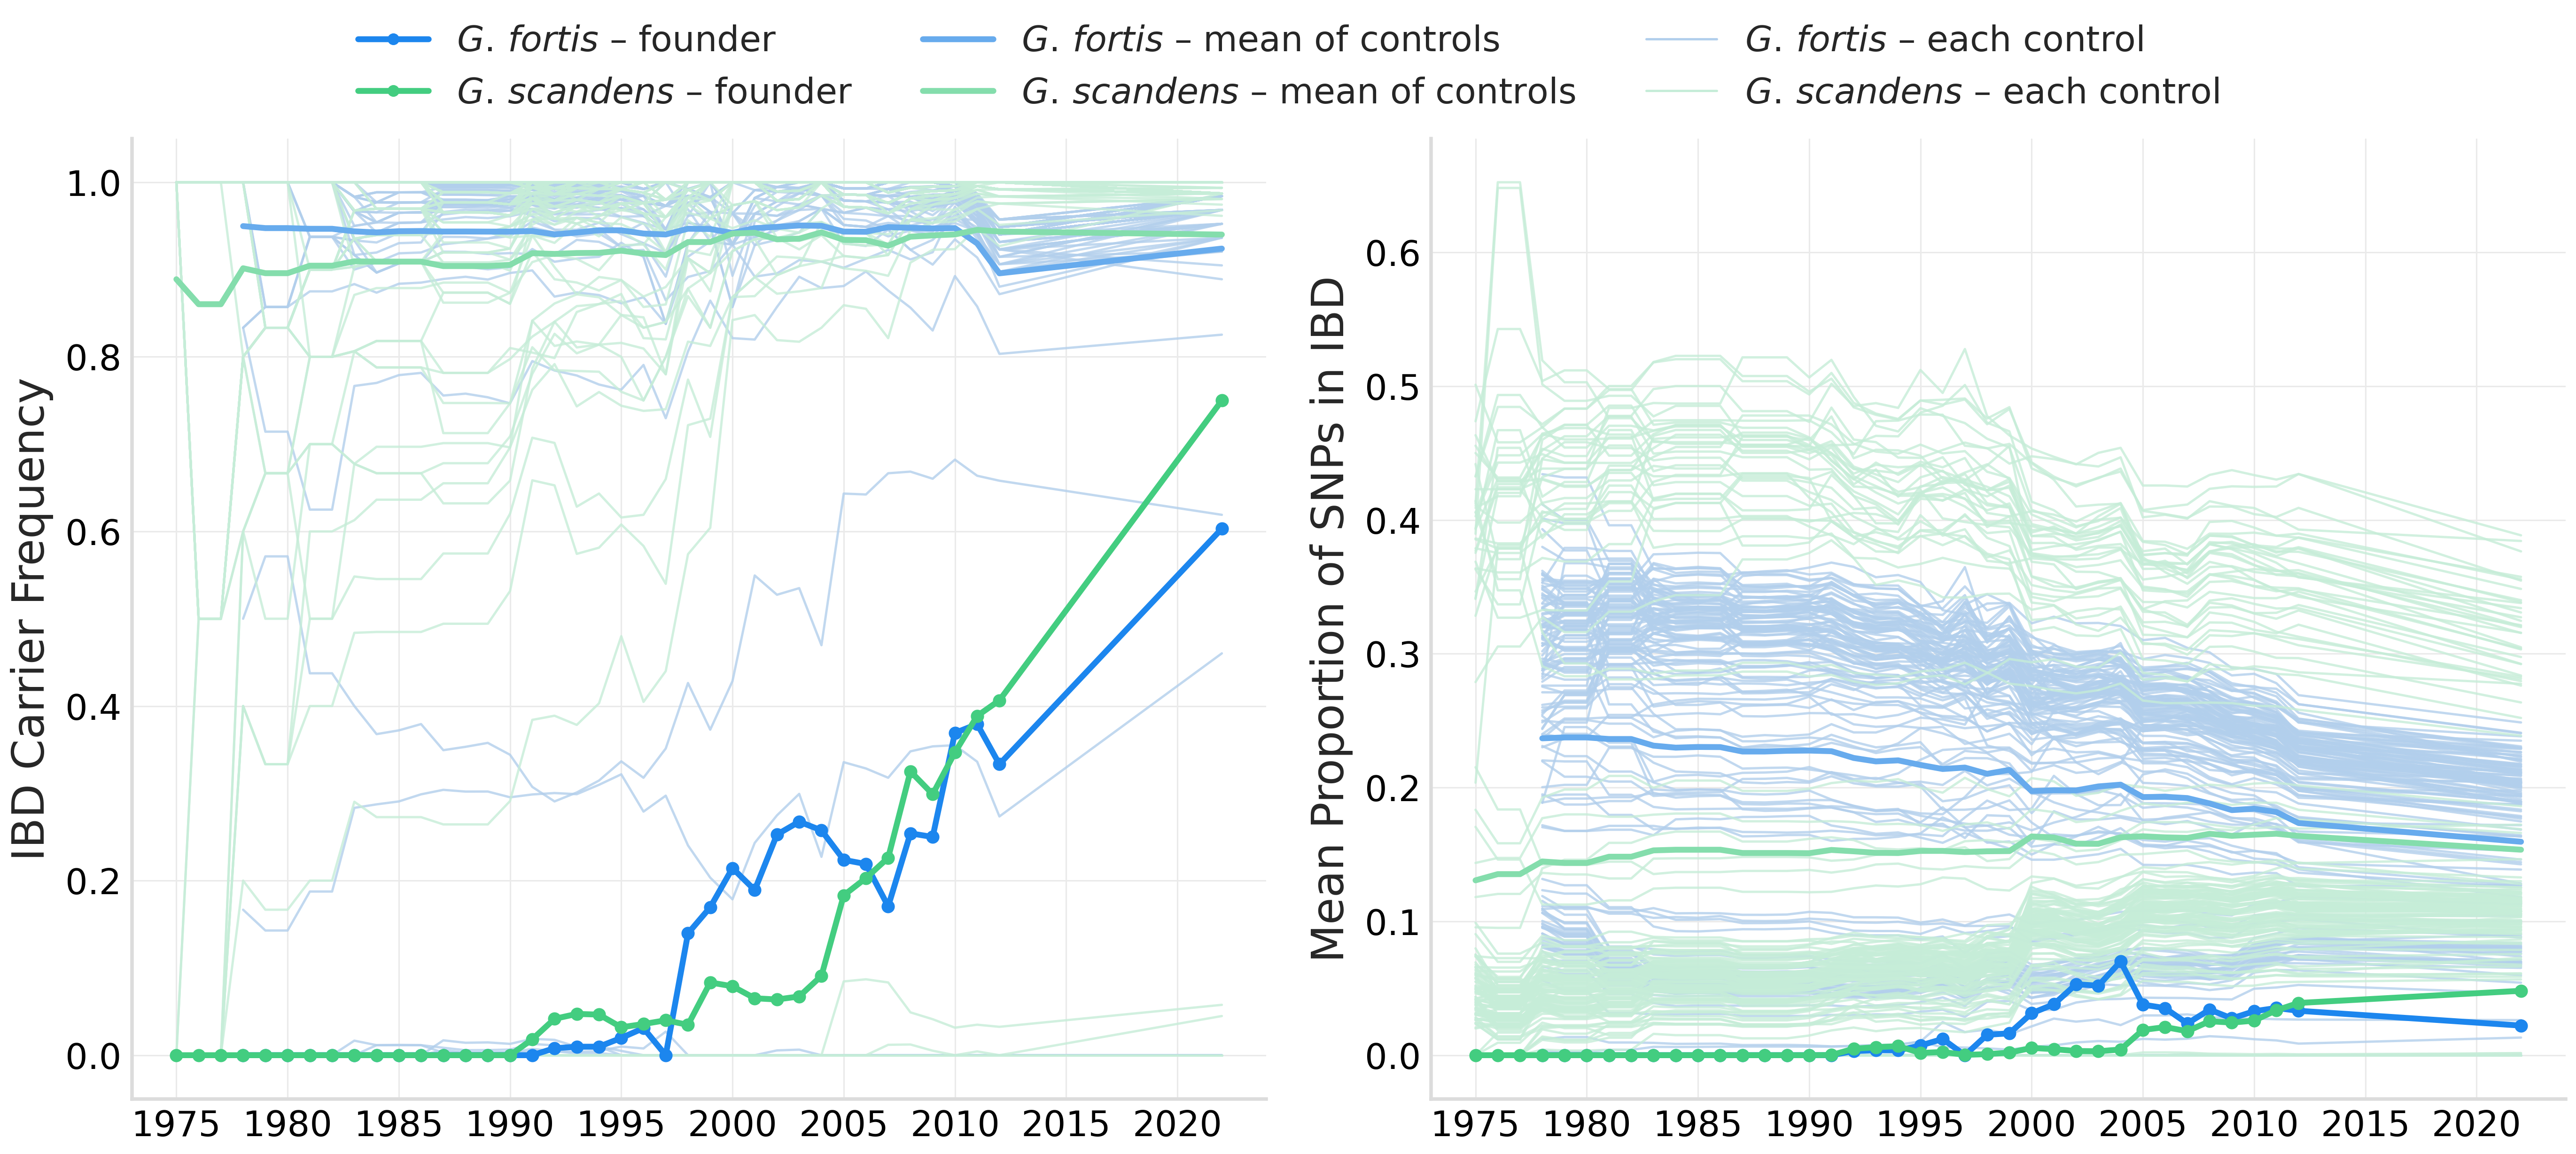 G. fortis – founder
G. fortis – mean of controls
G. fortis – each control
G. scandens – founder
G. scandens – mean of controls
G. scandens – each control
IBD Carrier Frequency
1.0
0.8
0.6
0.4
0.2
0.0
1975 1980 1985 1990 1995 2000 2005 2010 2015 2020
Mean Proportion of SNPs in IBD
0.6
0.5
0.4
0.3
0.2
0.1
0.0
1975 1980 1985 1990 1995 2000 2005 2010 2015 2020